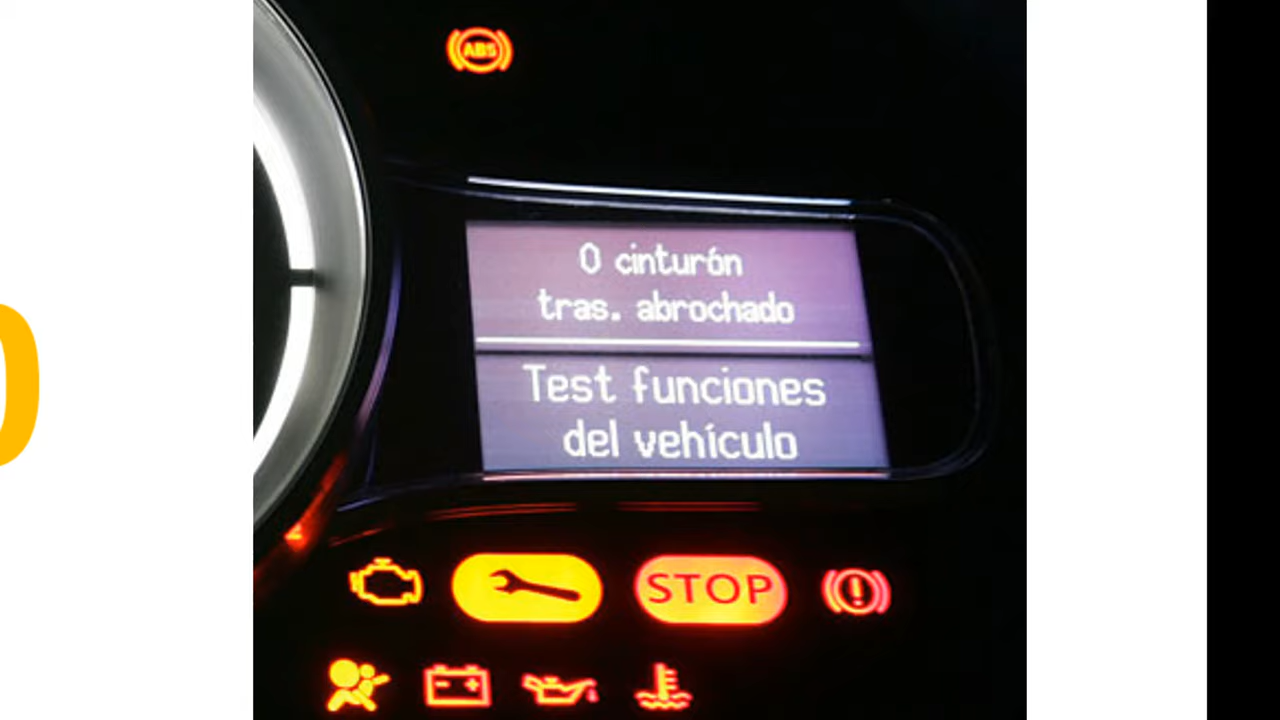 ABS
0 cinturón
tras. abrochado
Test funciones
del vehículo
STOP